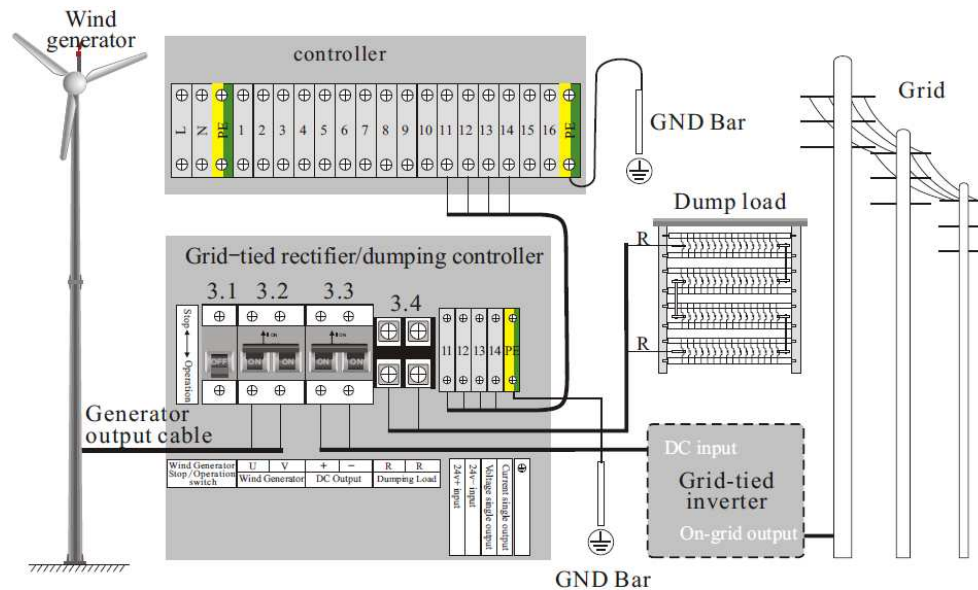 Wind
generator
controller
L N PE 1 2 3 4 5 6 7 8 9 10 11 12 13 14 15 16 PE
GND Bar
Grid
Dump load
R
R
Grid-tied rectifier/dumping controller
3.1 3.2 3.3 3.4
Stop Operation
ON
ON
OFF
ON ON
ON ON
11 12 13 14 PE
Generator
output cable
Wind Generator
Stop/Operation
switch
U V
Wind Generator
+ −
DC Output
R R
Dumping Load
24v+ input
24v− input
Voltage single output
Current single output
GND Bar
DC input
Grid-tied
inverter
On-grid output